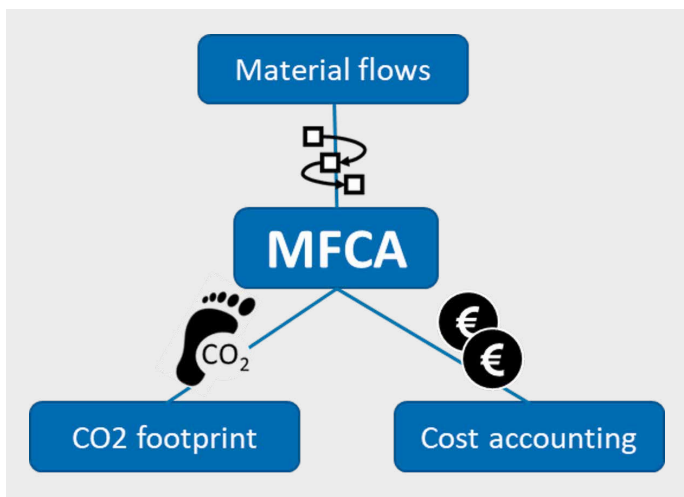 Material flows
MFCA
CO₂
€
€
CO2 footprint
Cost accounting